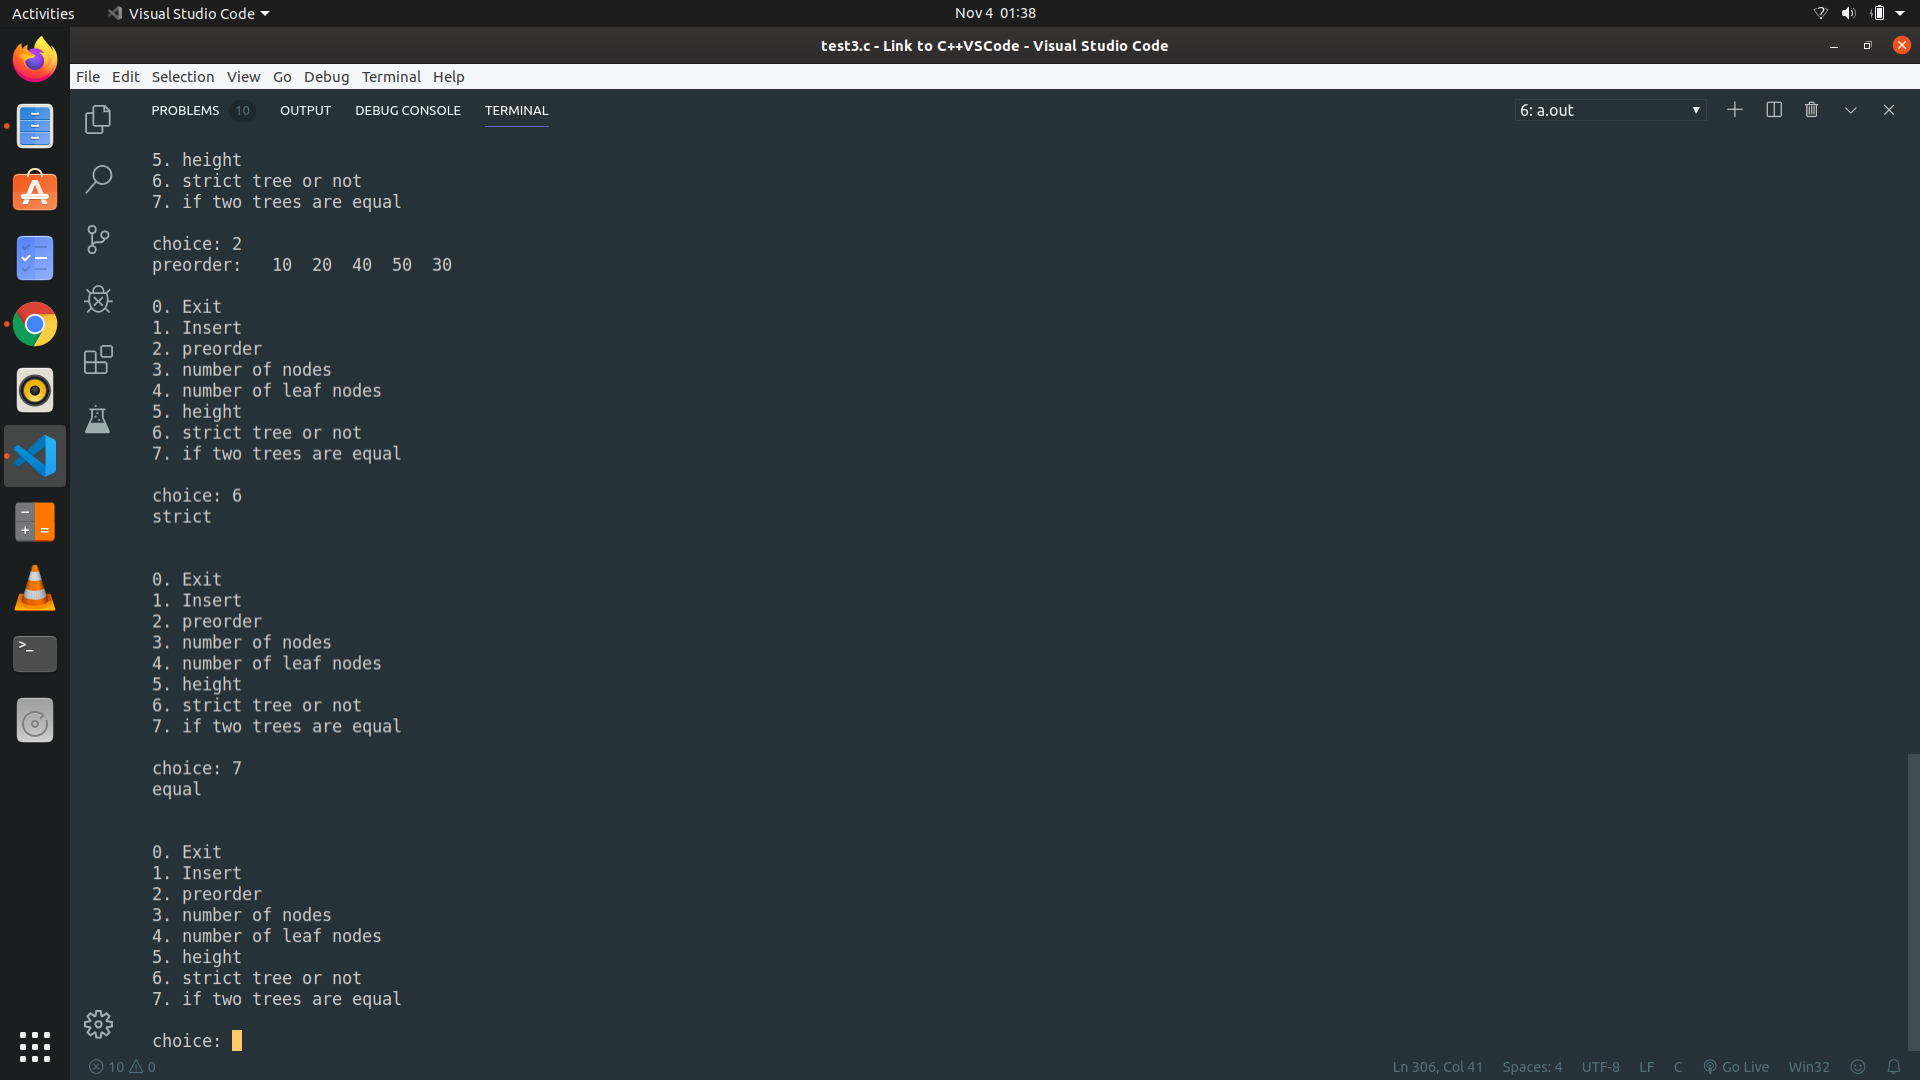 Activities Visual Studio Code Nov 4 01:38
test3.c - Link to C++VSCode - Visual Studio Code
File Edit Selection View Go Debug Terminal Help
PROBLEMS 10 OUTPUT DEBUG CONSOLE TERMINAL 6: a.out
5. height
6. strict tree or not
7. if two trees are equal
choice: 2
preorder: 10 20 40 50 30
0. Exit
1. Insert
2. preorder
3. number of nodes
4. number of leaf nodes
5. height
6. strict tree or not
7. if two trees are equal
choice: 6
strict
0. Exit
1. Insert
2. preorder
3. number of nodes
4. number of leaf nodes
5. height
6. strict tree or not
7. if two trees are equal
choice: 7
equal
0. Exit
1. Insert
2. preorder
3. number of nodes
4. number of leaf nodes
5. height
6. strict tree or not
7. if two trees are equal
choice:
10 0 Ln 306, Col 41 Spaces: 4 UTF-8 LF C Go Live Win32